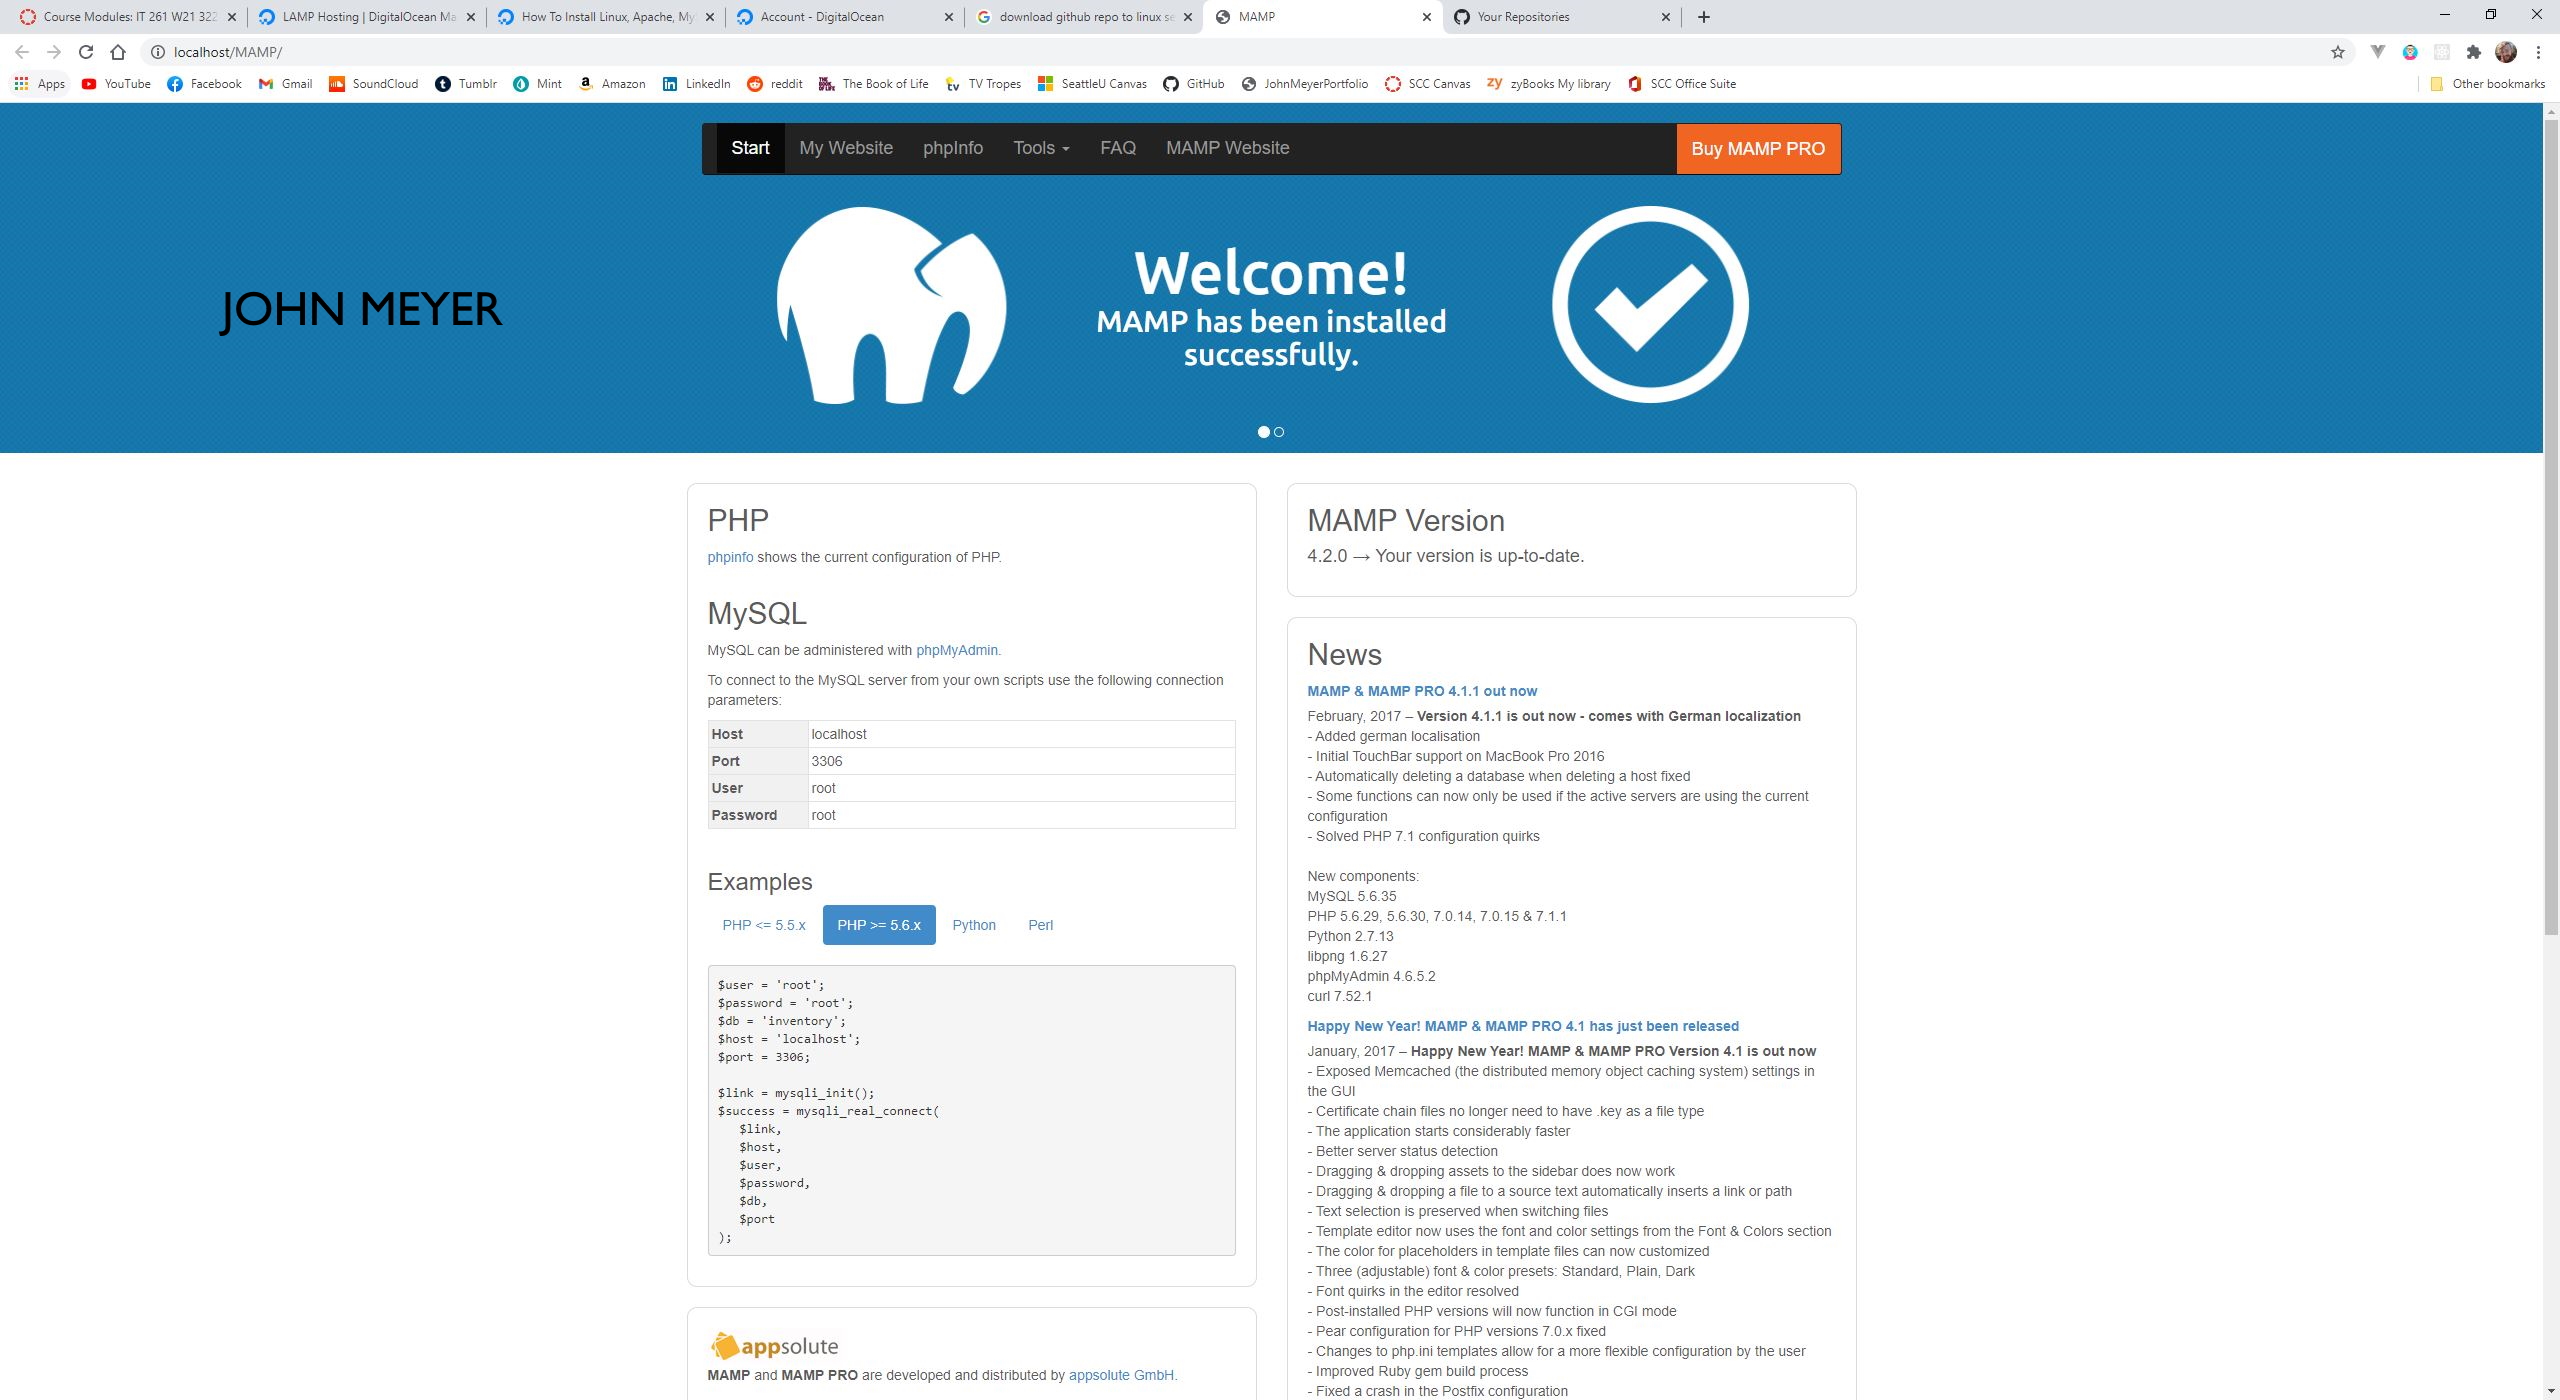 Course Modules: IT 261 W21 322
LAMP Hosting | DigitalOcean Ma
How To Install Linux, Apache, My
Account - DigitalOcean
download github repo to linux se
MAMP
Your Repositories
localhost/MAMP/
Apps
YouTube
Facebook
Gmail
SoundCloud
Tumblr
Mint
Amazon
LinkedIn
reddit
The Book of Life
TV Tropes
SeattleU Canvas
GitHub
JohnMeyerPortfolio
SCC Canvas
zyBooks My library
SCC Office Suite
Other bookmarks
Start
My Website
phpInfo
Tools
FAQ
MAMP Website
Buy MAMP PRO
JOHN MEYER
Welcome!
MAMP has been installed
successfully.
PHP
phpinfo shows the current configuration of PHP.
MySQL
MySQL can be administered with phpMyAdmin.
To connect to the MySQL server from your own scripts use the following connection
parameters:
Host localhost
Port 3306
User root
Password root
Examples
PHP <= 5.5.x
PHP >= 5.6.x
Python
Perl
$user = 'root';
$password = 'root';
$db = 'inventory';
$host = 'localhost';
$port = 3306;
$link = mysqli_init();
$success = mysqli_real_connect(
$link,
$host,
$user,
$password,
$db,
$port
);
appsolute
MAMP and MAMP PRO are developed and distributed by appsolute GmbH.
MAMP Version
4.2.0 → Your version is up-to-date.
News
MAMP & MAMP PRO 4.1.1 out now
February, 2017 – Version 4.1.1 is out now - comes with German localization
- Added german localisation
- Initial TouchBar support on MacBook Pro 2016
- Automatically deleting a database when deleting a host fixed
- Some functions can now only be used if the active servers are using the current
configuration
- Solved PHP 7.1 configuration quirks
New components:
MySQL 5.6.35
PHP 5.6.29, 5.6.30, 7.0.14, 7.0.15 & 7.1.1
Python 2.7.13
libpng 1.6.27
phpMyAdmin 4.6.5.2
curl 7.52.1
Happy New Year! MAMP & MAMP PRO 4.1 has just been released
January, 2017 – Happy New Year! MAMP & MAMP PRO Version 4.1 is out now
- Exposed Memcached (the distributed memory object caching system) settings in
the GUI
- Certificate chain files no longer need to have .key as a file type
- The application starts considerably faster
- Better server status detection
- Dragging & dropping assets to the sidebar does now work
- Dragging & dropping a file to a source text automatically inserts a link or path
- Text selection is preserved when switching files
- Template editor now uses the font and color settings from the Font & Colors section
- The color for placeholders in template files can now customized
- Three (adjustable) font & color presets: Standard, Plain, Dark
- Font quirks in the editor resolved
- Post-installed PHP versions will now function in CGI mode
- Pear configuration for PHP versions 7.0.x fixed
- Changes to php.ini templates allow for a more flexible configuration by the user
- Improved Ruby gem build process
- Fixed a crash in the Postfix configuration